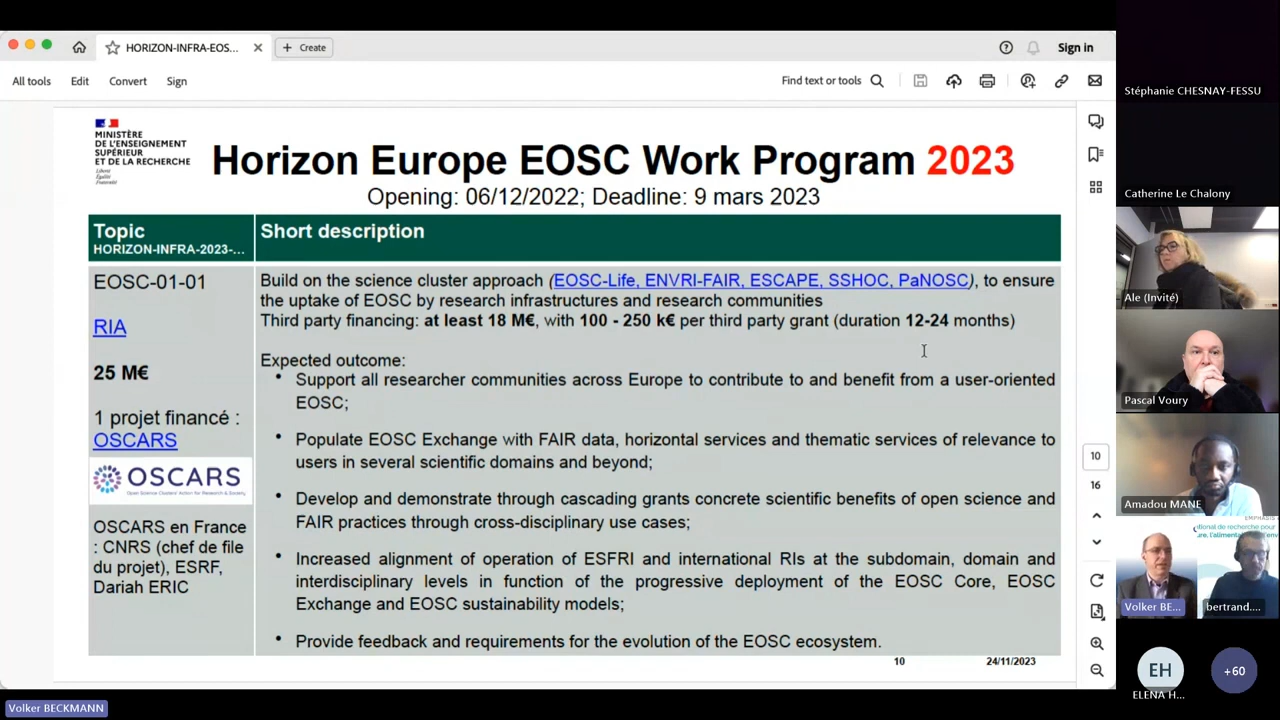 HORIZON-INFRA-EOS...
Create
Sign in
All tools
Edit
Convert
Sign
Find text or tools
MINISTÈRE
DE L'ENSEIGNEMENT
SUPÉRIEUR
ET DE LA RECHERCHE
Liberté
Égalité
Fraternité
Horizon Europe EOSC Work Program 2023
Opening: 06/12/2022; Deadline: 9 mars 2023
Topic
HORIZON-INFRA-2023-...
Short description
EOSC-01-01
RIA
25 M€
1 projet financé :
OSCARS
OSCARS
Open Science Clusters' Action for Research & Society
OSCARS en France
: CNRS (chef de file
du projet), ESRF,
Dariah ERIC
Build on the science cluster approach (EOSC-Life, ENVRI-FAIR, ESCAPE, SSHOC, PaNOSC), to ensure
the uptake of EOSC by research infrastructures and research communities
Third party financing: at least 18 M€, with 100 - 250 k€ per third party grant (duration 12-24 months)
Expected outcome:
• Support all researcher communities across Europe to contribute to and benefit from a user-oriented
EOSC;
• Populate EOSC Exchange with FAIR data, horizontal services and thematic services of relevance to
users in several scientific domains and beyond;
• Develop and demonstrate through cascading grants concrete scientific benefits of open science and
FAIR practices through cross-disciplinary use cases;
• Increased alignment of operation of ESFRI and international RIs at the subdomain, domain and
interdisciplinary levels in function of the progressive deployment of the EOSC Core, EOSC
Exchange and EOSC sustainability models;
• Provide feedback and requirements for the evolution of the EOSC ecosystem.
10
24/11/2023
10
16
Stéphanie CHESNAY-FESSU
Catherine Le Chalony
Ale (Invité)
Pascal Voury
Amadou MANE
EMPHASIS
Volker BE...
bertrand....
EH
ELENA H...
+60
Volker BECKMANN